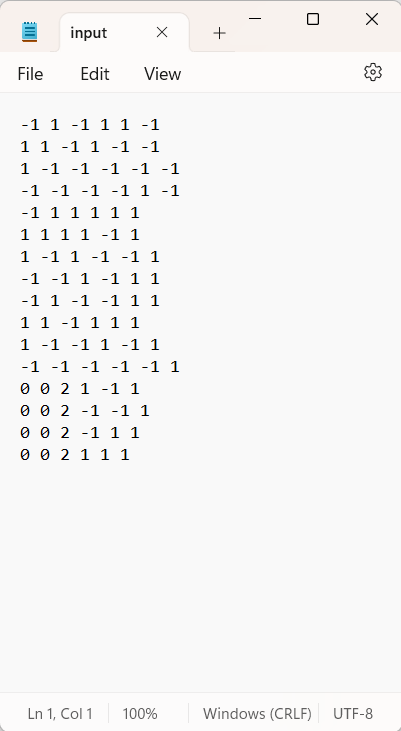 input
File Edit View
-1 1 -1 1 1 -1
1 1 -1 1 -1 -1
1 -1 -1 -1 -1 -1
-1 -1 -1 -1 1 -1
-1 1 1 1 1 1
1 1 1 1 -1 1
1 -1 1 -1 -1 1
-1 -1 1 -1 1 1
-1 1 -1 -1 1 1
1 1 -1 1 1 1
1 -1 -1 1 -1 1
-1 -1 -1 -1 -1 1
0 0 2 1 -1 1
0 0 2 -1 -1 1
0 0 2 -1 1 1
0 0 2 1 1 1
Ln 1, Col 1 100% Windows (CRLF) UTF-8